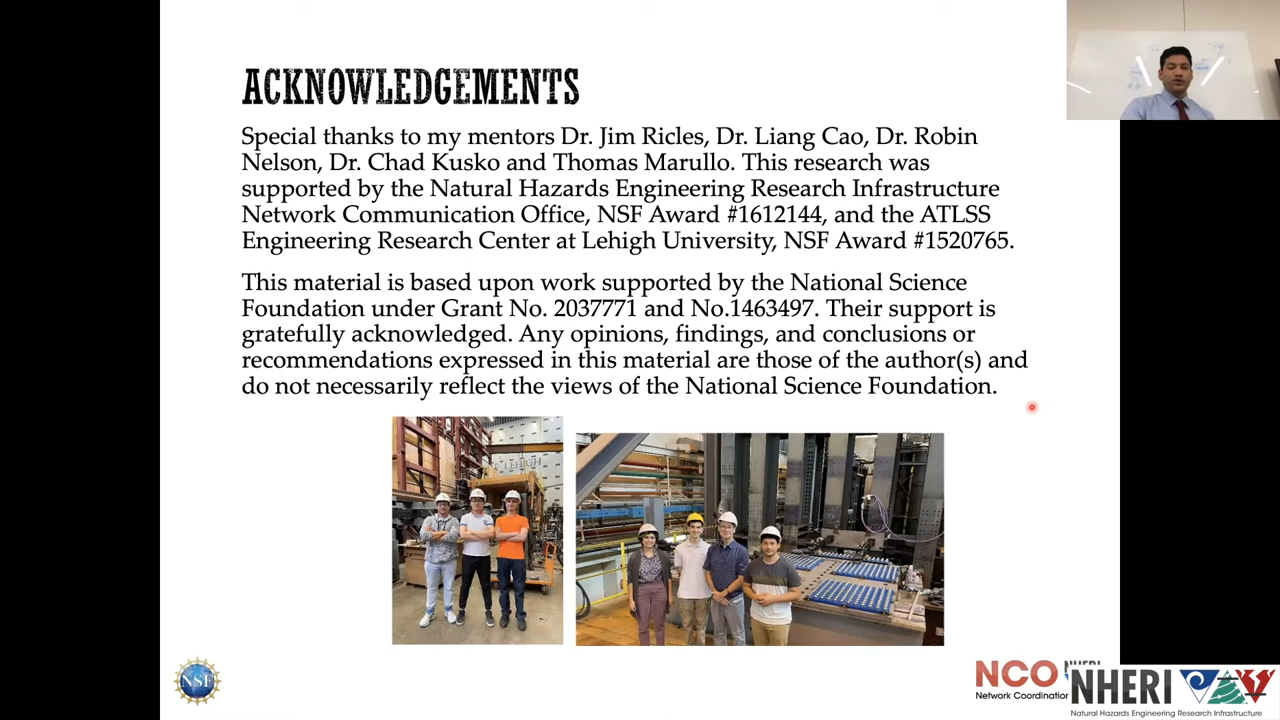 ACKNOWLEDGEMENTS
Special thanks to my mentors Dr. Jim Ricles, Dr. Liang Cao, Dr. Robin
Nelson, Dr. Chad Kusko and Thomas Marullo. This research was
supported by the Natural Hazards Engineering Research Infrastructure
Network Communication Office, NSF Award #1612144, and the ATLSS
Engineering Research Center at Lehigh University, NSF Award #1520765.
This material is based upon work supported by the National Science
Foundation under Grant No. 2037771 and No.1463497. Their support is
gratefully acknowledged. Any opinions, findings, and conclusions or
recommendations expressed in this material are those of the author(s) and
do not necessarily reflect the views of the National Science Foundation.
LEHIGH
NSF
NCO
Network Coordination
NHERI
Natural Hazards Engineering Research Infrastructure